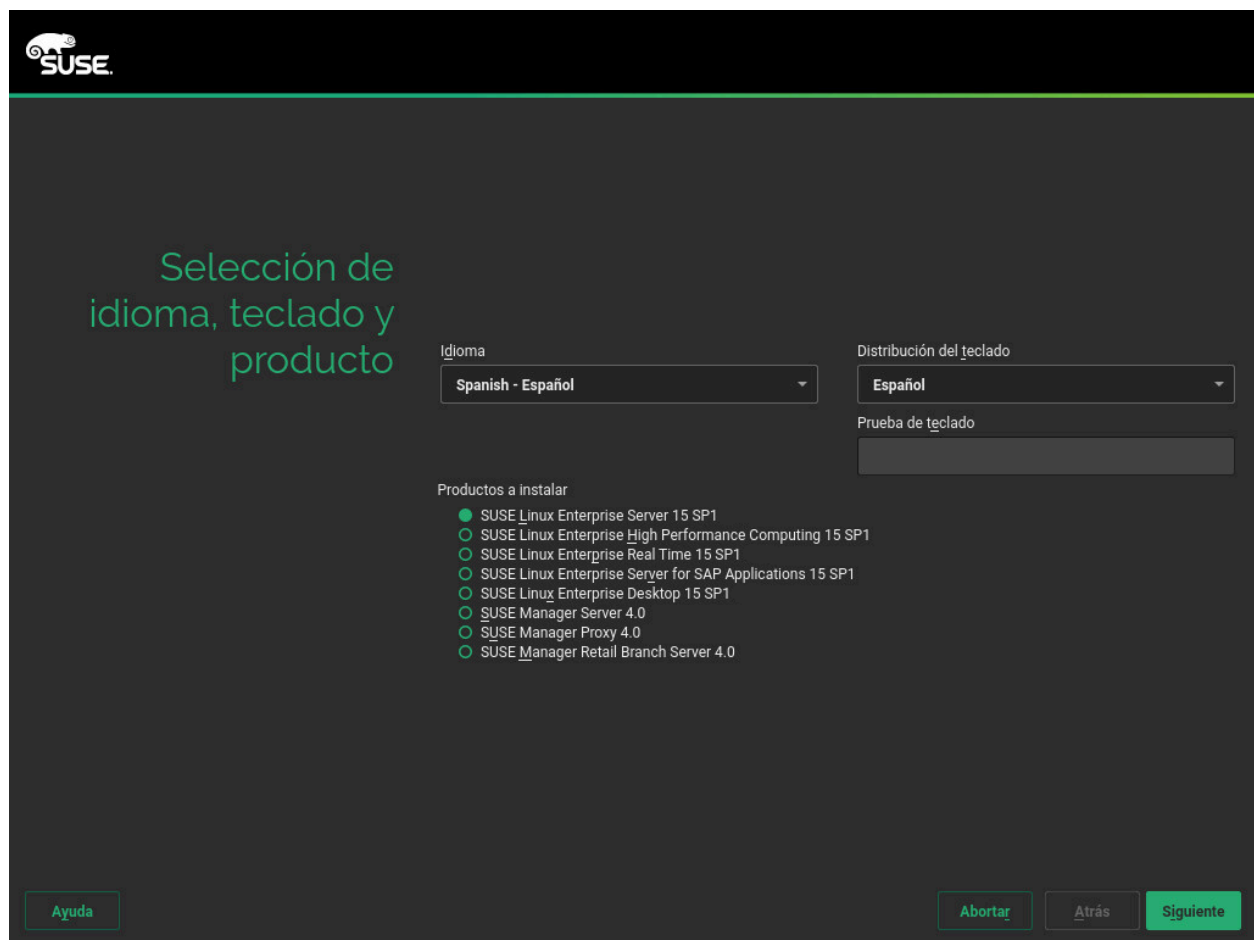 SUSE.
Selección de
idioma, teclado y
producto
Idioma
Spanish - Español
Distribución del teclado
Español
Prueba de teclado
Productos a instalar
SUSE Linux Enterprise Server 15 SP1
SUSE Linux Enterprise High Performance Computing 15 SP1
SUSE Linux Enterprise Real Time 15 SP1
SUSE Linux Enterprise Server for SAP Applications 15 SP1
SUSE Linux Enterprise Desktop 15 SP1
SUSE Manager Server 4.0
SUSE Manager Proxy 4.0
SUSE Manager Retail Branch Server 4.0
Ayuda
Abortar
Atrás
Siguiente